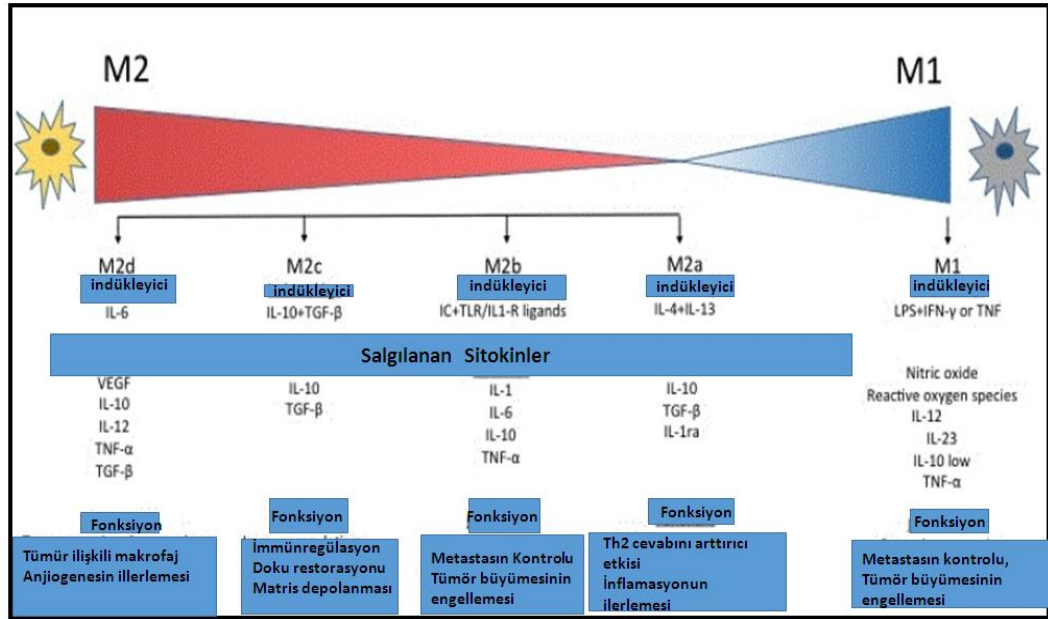 M2
M1
M2d
indükleyici
IL-6
M2c
indükleyici
IL-10+TGF-β
M2b
indükleyici
IC+TLR/IL1-R ligands
M2a
indükleyici
IL-4+IL-13
M1
indükleyici
LPS+IFN-γ or TNF
Salgılanan Sitokinler
VEGF
IL-10
IL-12
TNF-α
TGF-β
IL-10
TGF-β
IL-1
IL-6
IL-10
TNF-α
IL-10
TGF-β
IL-1ra
Nitric oxide
Reactive oxygen species
IL-12
IL-23
IL-10 low
TNF-α
Fonksiyon
Tümür ilişkili makrofaj
Anjiogenesin illerlemesi
Fonksiyon
İmmünregülasyon
Doku restorasyonu
Matris depolanması
Fonksiyon
Metastasın Kontrolu
Tümör büyümesinin
engellemesi
Fonksiyon
Th2 cevabını arttırıcı
etkisi
İnflamasyonun
ilerlemesi
Fonksiyon
Metastasın kontrolu,
Tümör büyümesinin
engellemesi